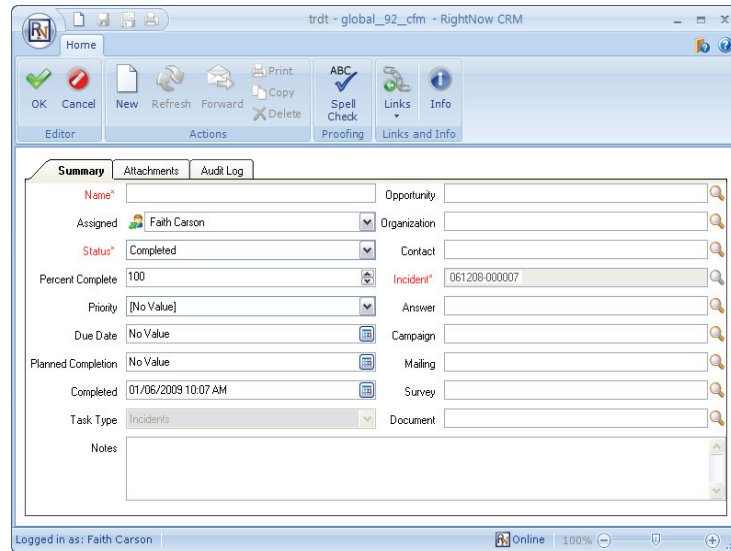 trdt - global_92_cfm - RightNow CRM
RN
Home
OK
Cancel
Editor
New
Refresh
Forward
Print
Copy
Delete
Actions
ABC
Spell
Check
Proofing
Links
Info
Links and Info
Summary
Attachments
Audit Log
Name*
Opportunity
Assigned Faith Carson
Organization
Status* Completed
Contact
Percent Complete 100
Incident* 061208-000007
Priority [No Value]
Answer
Due Date No Value
Campaign
Planned Completion No Value
Mailing
Completed 01/06/2009 10:07 AM
Survey
Task Type Incidents
Document
Notes
Logged in as: Faith Carson
RN Online 100%